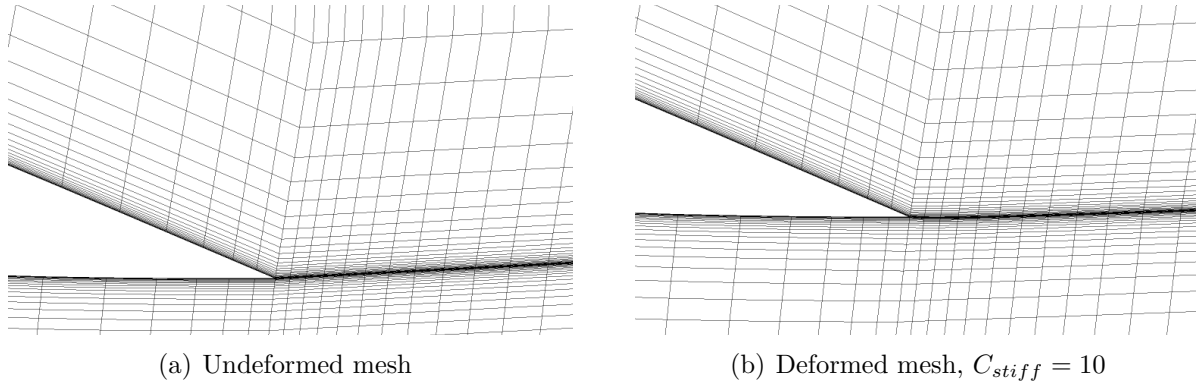 (a) Undeformed mesh
(b) Deformed mesh, $C_{stiff} = 10$